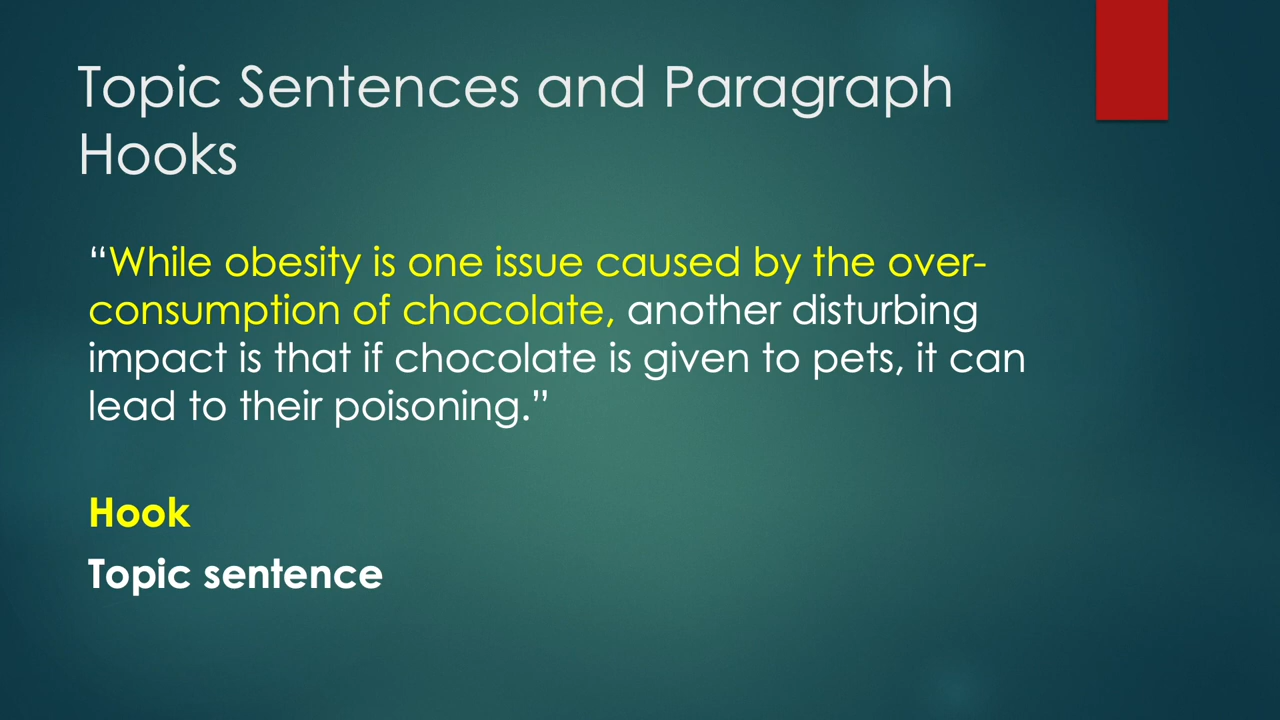 Topic Sentences and Paragraph
Hooks
“While obesity is one issue caused by the over-
consumption of chocolate, another disturbing
impact is that if chocolate is given to pets, it can
lead to their poisoning.”
Hook
Topic sentence